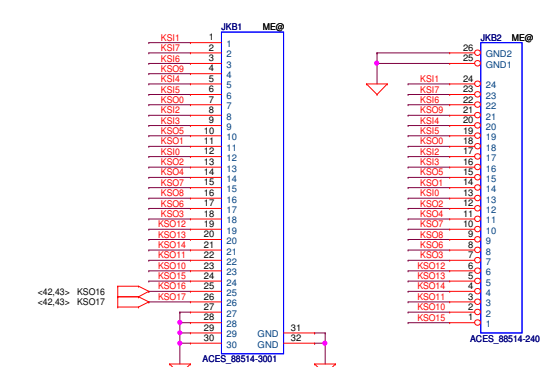 JKB1 ME@
KSI1 1 1
KSI7 2 2
KSI6 3 3
KSO9 4 4
KSI4 5 5
KSI5 6 6
KSO0 7 7
KSI2 8 8
KSI3 9 9
KSO5 10 10
KSO1 11 11
KSI0 12 12
KSO2 13 13
KSO4 14 14
KSO7 15 15
KSO8 16 16
KSO6 17 17
KSO3 18 18
KSO12 19 19
KSO13 20 20
KSO14 21 21
KSO11 22 22
KSO10 23 23
KSO15 24 24
<42,43> KSO16 KSO16 25 25
<42,43> KSO17 KSO17 26 26
27 27
28 28
29 29 GND 31
30 30 GND 32
ACES_88514-3001
JKB2 ME@
26 GND2
25 GND1
KSI1 24 24
KSI7 23 23
KSI6 22 22
KSO9 21 21
KSI4 20 20
KSI5 19 19
KSO0 18 18
KSI2 17 17
KSI3 16 16
KSO5 15 15
KSO1 14 14
KSI0 13 13
KSO2 12 12
KSO4 11 11
KSO7 10 10
KSO8 9 9
KSO6 8 8
KSO3 7 7
KSO12 6 6
KSO13 5 5
KSO14 4 4
KSO11 3 3
KSO10 2 2
KSO15 1 1
ACES_88514-240